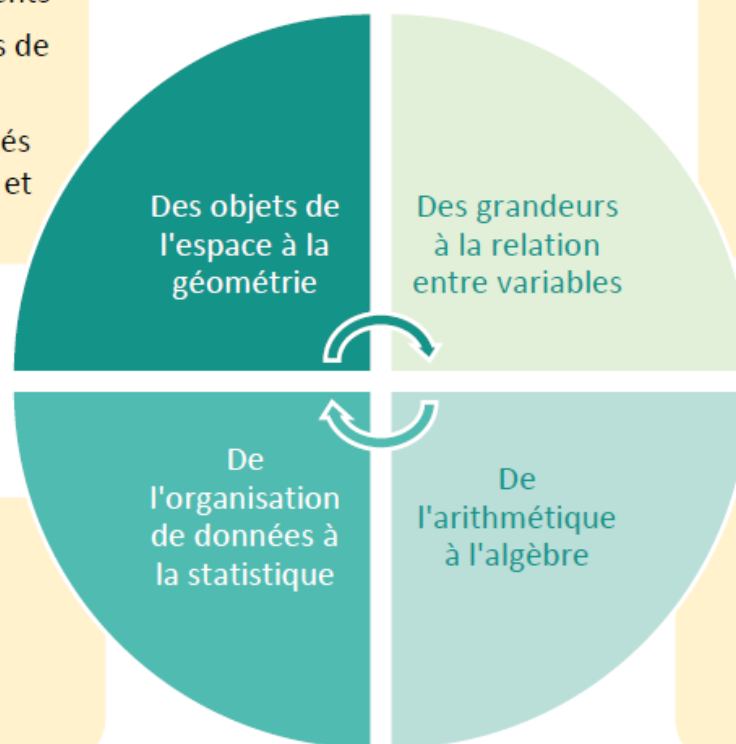 s de
et
Des objets de
l'espace à la
géométrie
Des grandeurs
à la relation
entre variables
De
l'organisation
de données à
la statistique
De
l'arithmétique
à l'algèbre